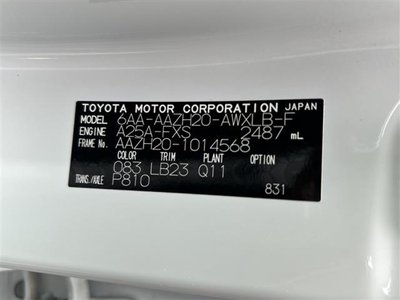 TOYOTA MOTOR CORPORATION JAPAN
MODEL 6AA-AAZH20-AWXLB-F
ENGINE A25A-FXS 2487 mL
FRAME No. AAZH20-1014568
COLOR TRIM PLANT OPTION
083 LB23 Q11
TRANS./AXLE P810 831